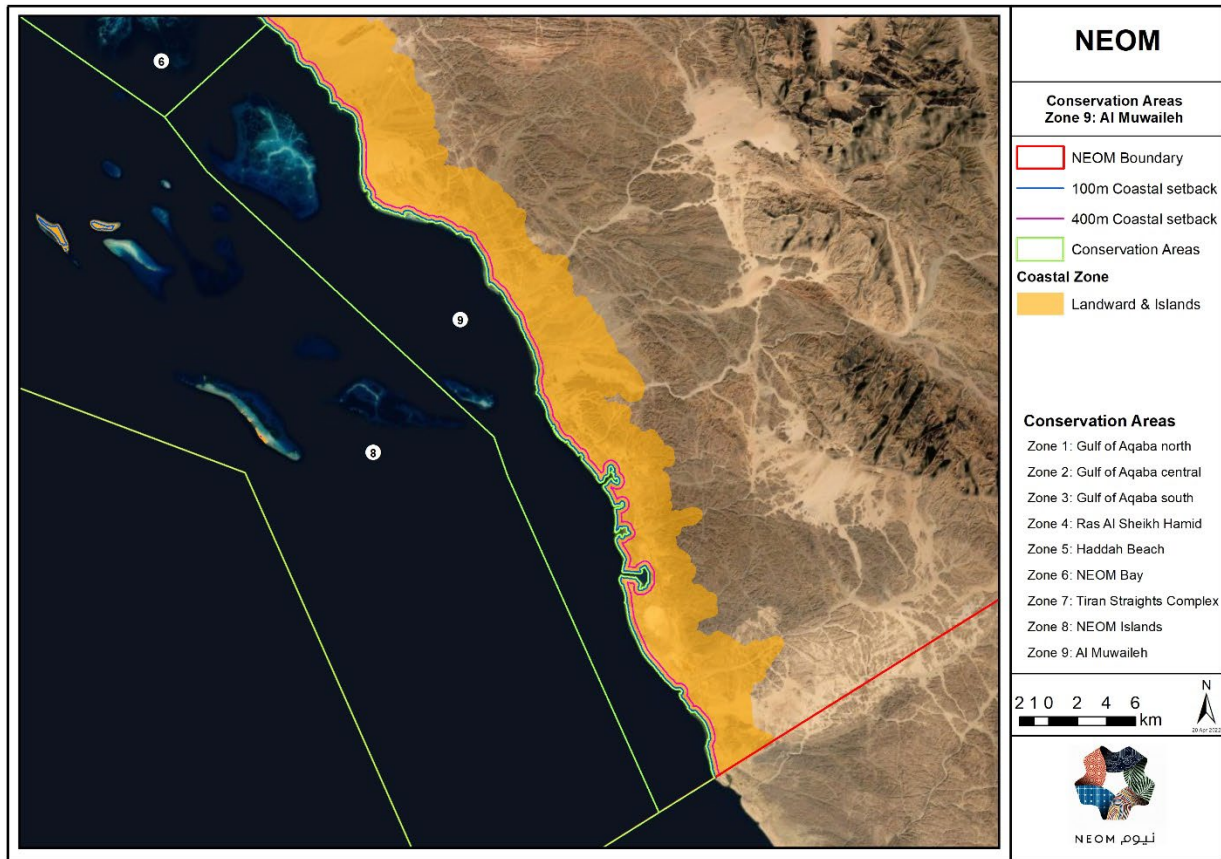 6
9
8
NEOM
Conservation Areas
Zone 9: Al Muwaileh
NEOM Boundary
100m Coastal setback
400m Coastal setback
Conservation Areas
Coastal Zone
Landward & Islands
Conservation Areas
Zone 1: Gulf of Aqaba north
Zone 2: Gulf of Aqaba central
Zone 3: Gulf of Aqaba south
Zone 4: Ras Al Sheikh Hamid
Zone 5: Haddah Beach
Zone 6: NEOM Bay
Zone 7: Tiran Straights Complex
Zone 8: NEOM Islands
Zone 9: Al Muwaileh
2 1 0 2 4 6
km
N
20 Apr 2022
NEOM نيوم